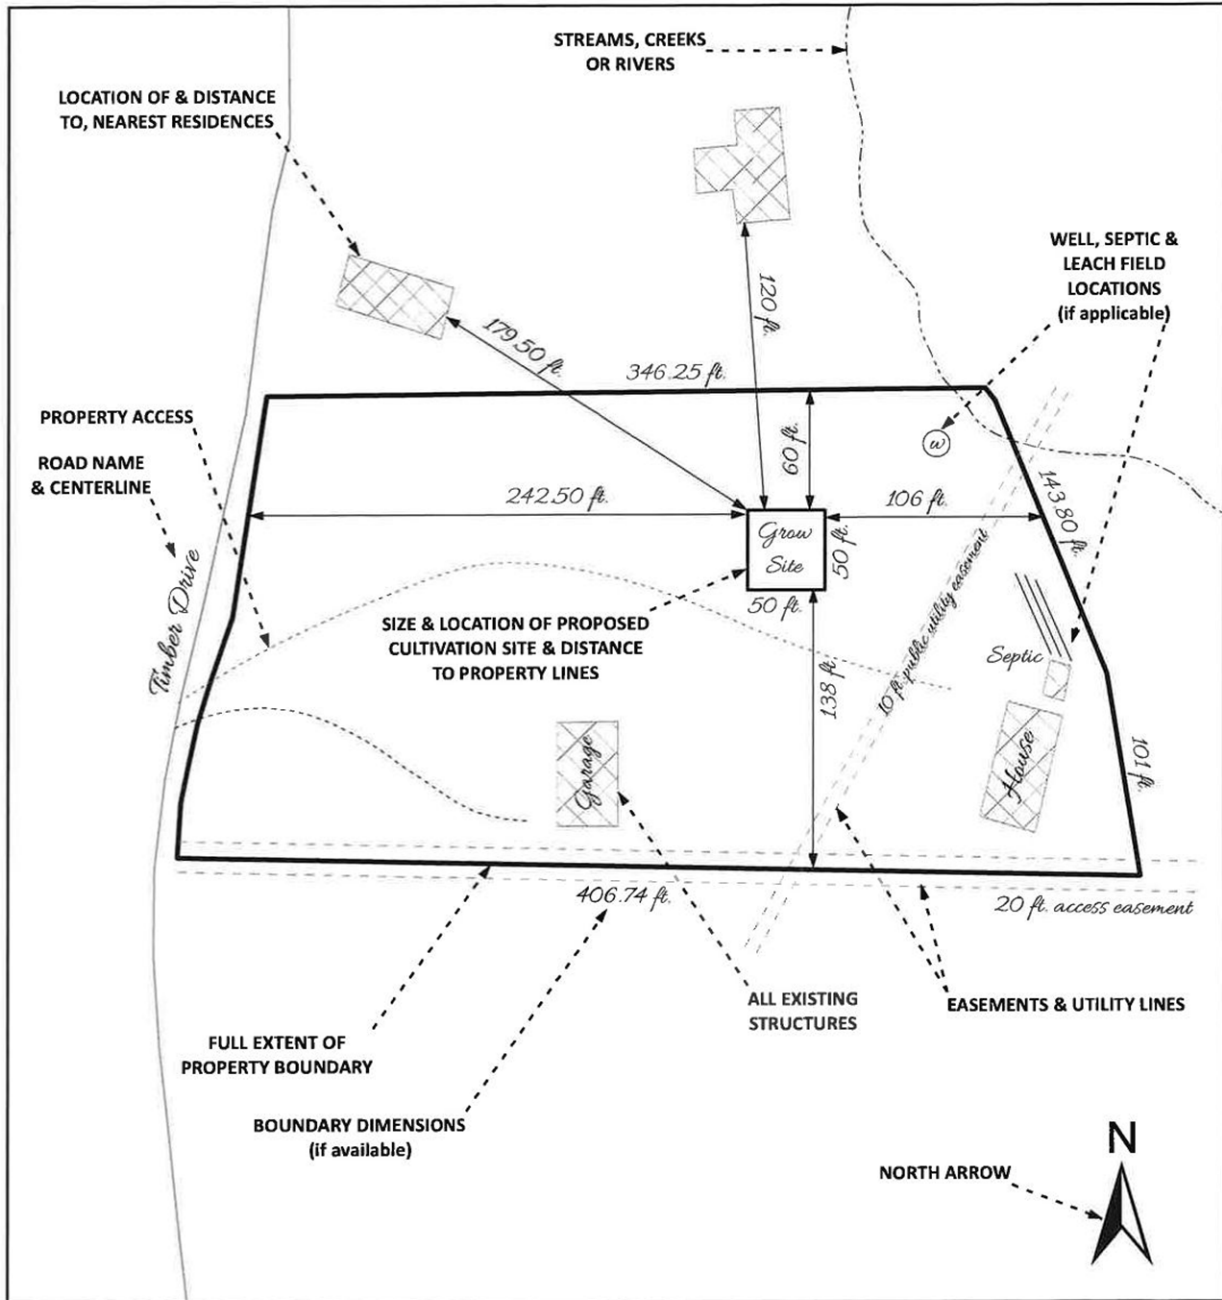 STREAMS, CREEKS
OR RIVERS
LOCATION OF & DISTANCE
TO, NEAREST RESIDENCES
WELL, SEPTIC &
LEACH FIELD
LOCATIONS
(if applicable)
120 ft.
179.50 ft.
346.25 ft.
PROPERTY ACCESS
ROAD NAME
& CENTERLINE
60 ft.
w
242.50 ft.
106 ft.
143.80 ft.
Grow
Site
50 ft.
50 ft.
Timber Drive
10 ft. public utility easement
SIZE & LOCATION OF PROPOSED
CULTIVATION SITE & DISTANCE
TO PROPERTY LINES
Septic
138 ft.
Garage
House
101 ft.
406.74 ft.
20 ft. access easement
ALL EXISTING
STRUCTURES
EASEMENTS & UTILITY LINES
FULL EXTENT OF
PROPERTY BOUNDARY
BOUNDARY DIMENSIONS
(if available)
N
NORTH ARROW